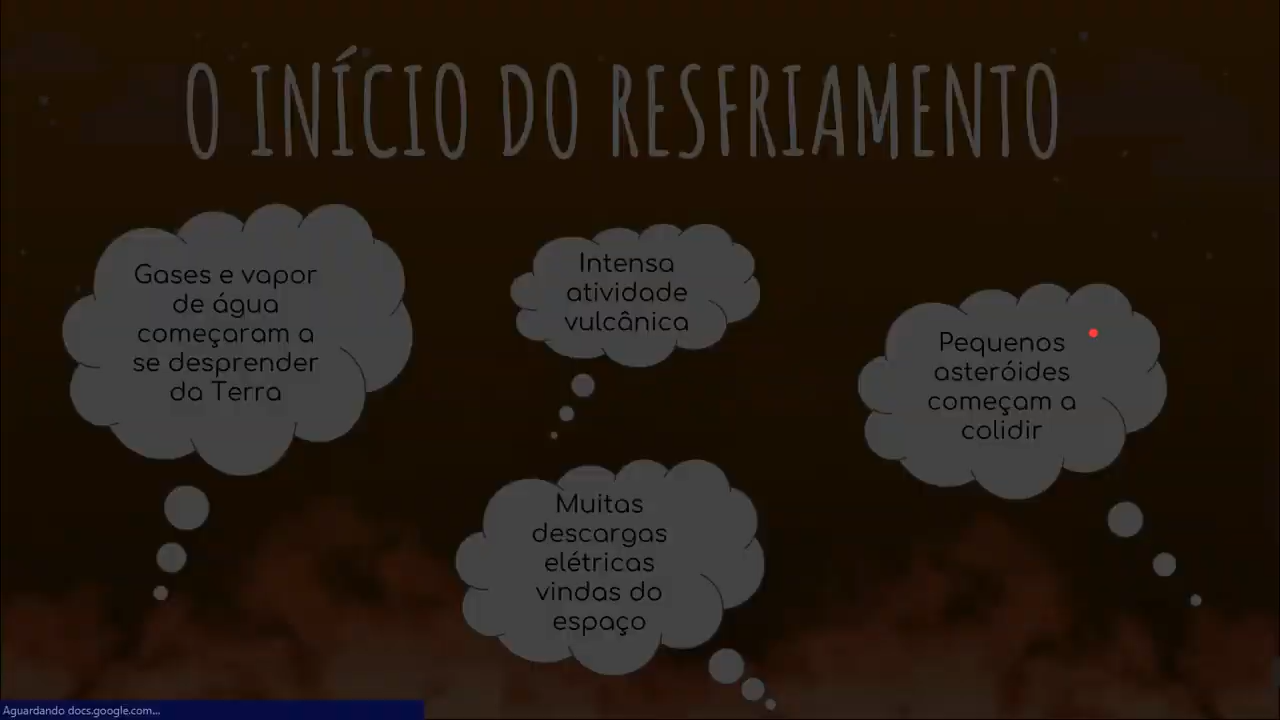 O INÍCIO DO RESFRIAMENTO
Gases e vapor
de água
começaram a
se desprender
da Terra
Intensa
atividade
vulcânica
Pequenos
asteróides
começam a
colidir
Muitas
descargas
elétricas
vindas do
espaço
Aguardando docs.google.com...